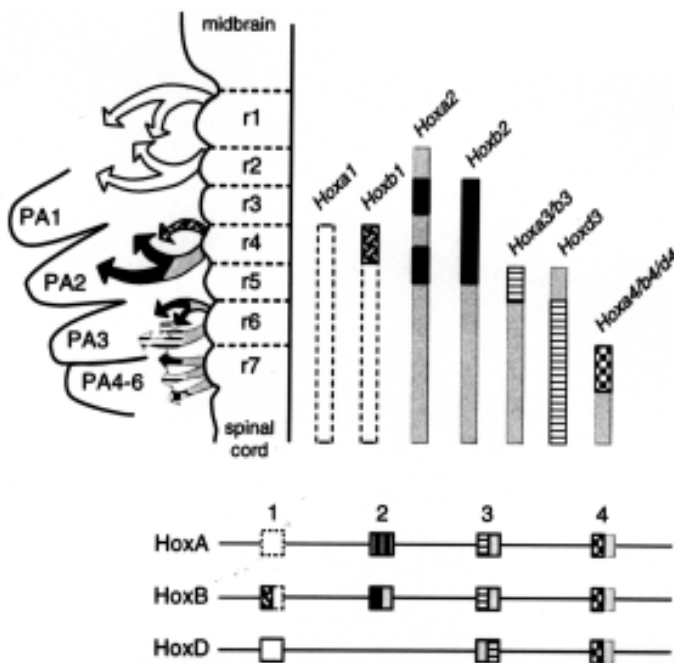 midbrain
r1
r2
r3
r4
r5
r6
r7
spinal
cord
PA1
PA2
PA3
PA4-6
Hoxa1
Hoxb1
Hoxa2
Hoxb2
Hoxa3/b3
Hoxd3
Hoxa4/b4/d4
1 2 3 4
HoxA
HoxB
HoxD